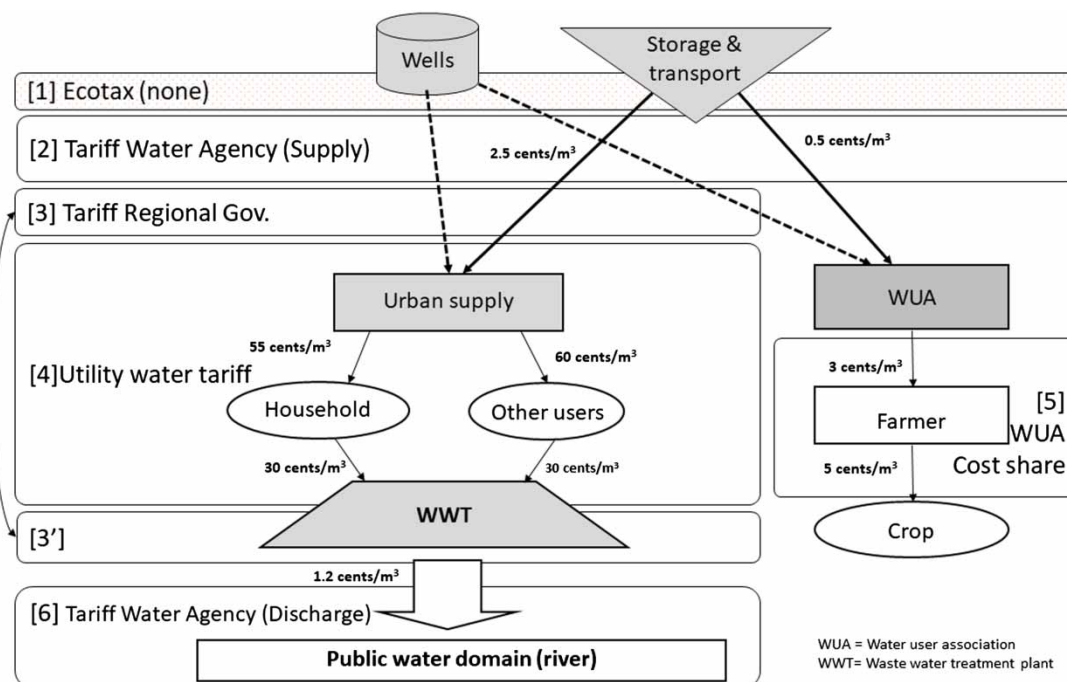 Wells
Storage &
transport
[1] Ecotax (none)
[2] Tariff Water Agency (Supply)
2.5 cents/m³
0.5 cents/m³
[3] Tariff Regional Gov.
Urban supply
WUA
55 cents/m³
60 cents/m³
3 cents/m³
[4]Utility water tariff
Household
Other users
Farmer
[5]
WUA
Cost share
30 cents/m³
30 cents/m³
5 cents/m³
WWT
Crop
[3′]
1.2 cents/m³
[6] Tariff Water Agency (Discharge)
Public water domain (river)
WUA = Water user association
WWT= Waste water treatment plant